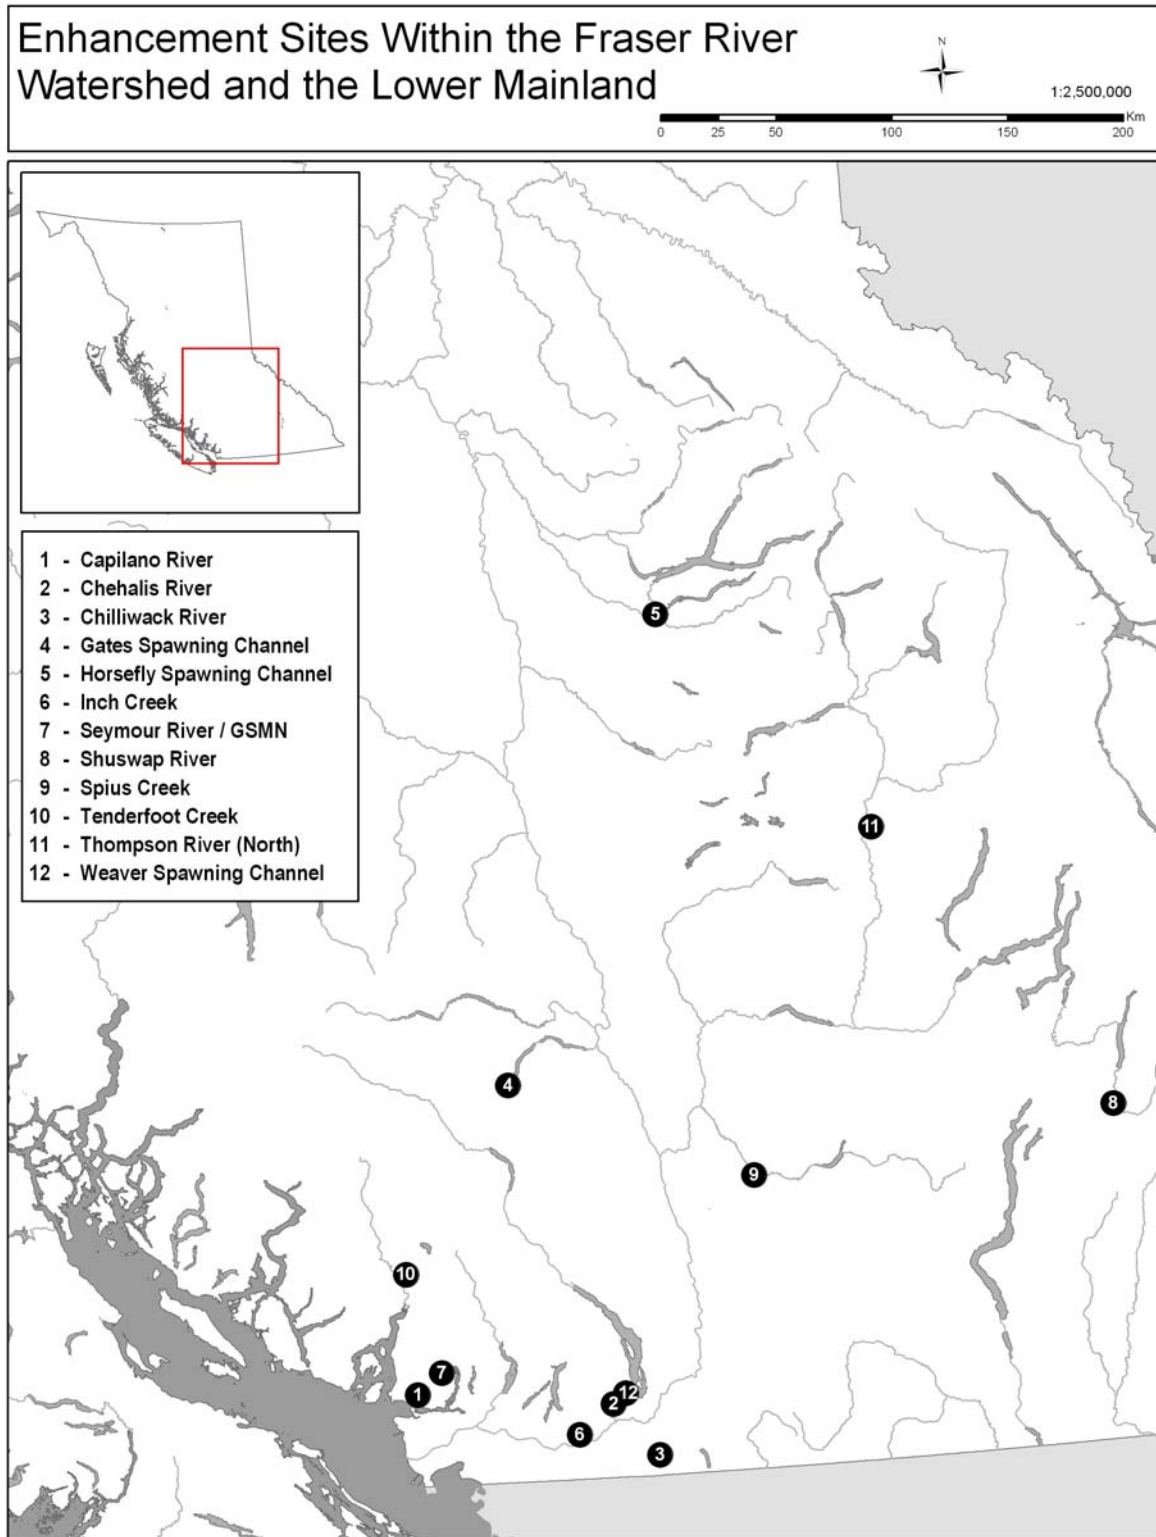 Enhancement Sites Within the Fraser River
Watershed and the Lower Mainland
N
1:2,500,000
Km
0 25 50 100 150 200
1 - Capilano River
2 - Chehalis River
3 - Chilliwack River
4 - Gates Spawning Channel
5 - Horsefly Spawning Channel
6 - Inch Creek
7 - Seymour River / GSMN
8 - Shuswap River
9 - Spius Creek
10 - Tenderfoot Creek
11 - Thompson River (North)
12 - Weaver Spawning Channel
5
11
4
8
9
10
7
1
12
2
6
3